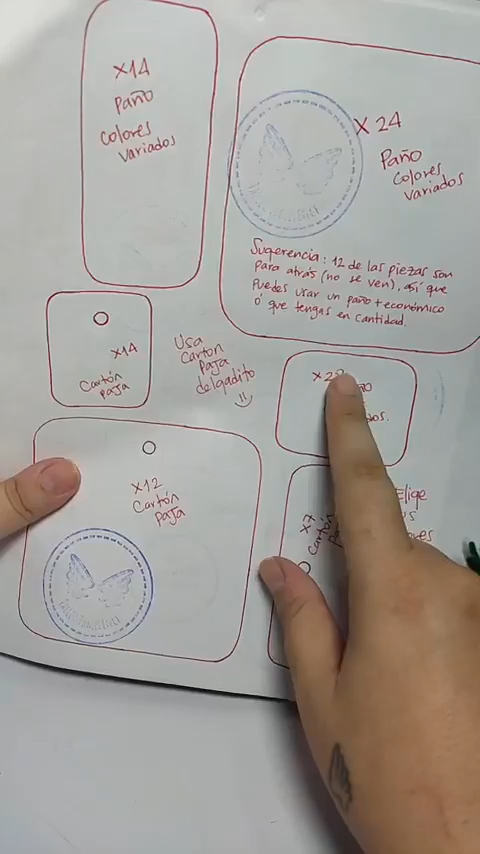 x14
Paño
Colores
Variados
x 24
Paño
Colores
Variados
Sugerencia: 12 de las piezas son
para atrás (no se ven), así que
Puedes usar un paño + económico
ó que tengas en cantidad.
x14
Cartón
paja
Usa
Carton
Paja
delgadito
x12
Cartón
paja
x7
Cartón
Elige